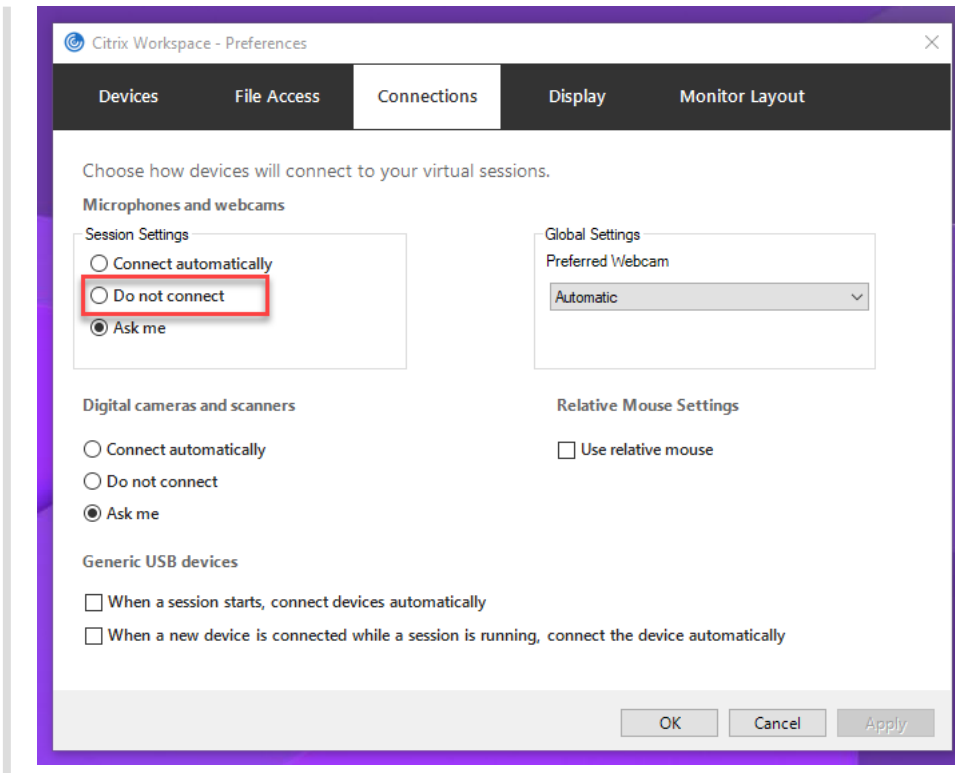 Citrix Workspace - Preferences
Devices File Access Connections Display Monitor Layout
Choose how devices will connect to your virtual sessions.
Microphones and webcams
Session Settings
Connect automatically
Do not connect
Ask me
Global Settings
Preferred Webcam
Automatic
Digital cameras and scanners
Connect automatically
Do not connect
Ask me
Relative Mouse Settings
Use relative mouse
Generic USB devices
When a session starts, connect devices automatically
When a new device is connected while a session is running, connect the device automatically
OK Cancel Apply